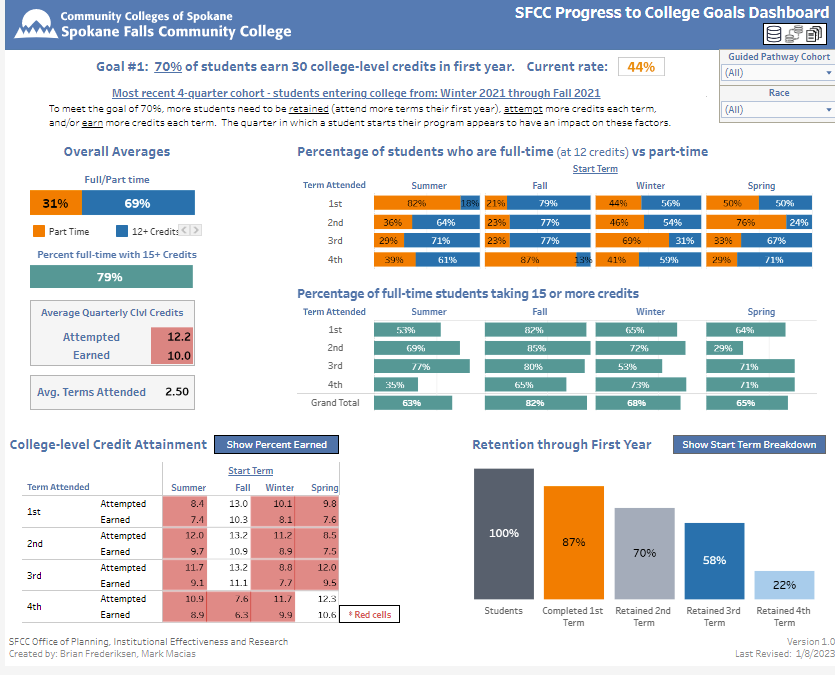 Community Colleges of Spokane
Spokane Falls Community College
SFCC Progress to College Goals Dashboard
Goal #1: 70% of students earn 30 college-level credits in first year. Current rate: 44%
Guided Pathway Cohort
(All)
Race
(All)
Most recent 4-quarter cohort - students entering college from: Winter 2021 through Fall 2021
To meet the goal of 70%, more students need to be retained (attend more terms their first year), attempt more credits each term,
and/or earn more credits each term. The quarter in which a student starts their program appears to have an impact on these factors.
Overall Averages
Full/Part time
31% 69%
Part Time 12+ Credits
Percent full-time with 15+ Credits
79%
Average Quarterly Clvl Credits
Attempted 12.2
Earned 10.0
Avg. Terms Attended 2.50
Percentage of students who are full-time (at 12 credits) vs part-time
Start Term
Term Attended Summer Fall Winter Spring
1st 82% 18% 21% 79% 44% 56% 50% 50%
2nd 36% 64% 23% 77% 46% 54% 76% 24%
3rd 29% 71% 23% 77% 69% 31% 33% 67%
4th 39% 61% 87% 13% 41% 59% 29% 71%
Percentage of full-time students taking 15 or more credits
Term Attended Summer Fall Winter Spring
1st 53% 82% 65% 64%
2nd 69% 85% 72% 29%
3rd 77% 80% 53% 71%
4th 35% 65% 73% 71%
Grand Total 63% 82% 68% 65%
College-level Credit Attainment Show Percent Earned
Start Term
Term Attended Summer Fall Winter Spring
1st Attempted 8.4 13.0 10.1 9.8
Earned 7.4 10.3 8.1 7.6
2nd Attempted 12.0 13.2 11.2 8.5
Earned 9.7 10.9 8.9 7.5
3rd Attempted 11.7 13.2 8.8 12.0
Earned 9.1 11.1 7.7 9.5
4th Attempted 10.9 7.6 11.7 12.3
Earned 8.9 6.3 9.9 10.6
* Red cells
Retention through First Year Show Start Term Breakdown
100% 87% 70% 58% 22%
Students Completed 1st Retained 2nd Retained 3rd Retained 4th
Term Term Term Term
SFCC Office of Planning, Institutional Effectiveness and Research
Created by: Brian Frederiksen, Mark Macias
Version 1.0
Last Revised: 1/8/2023